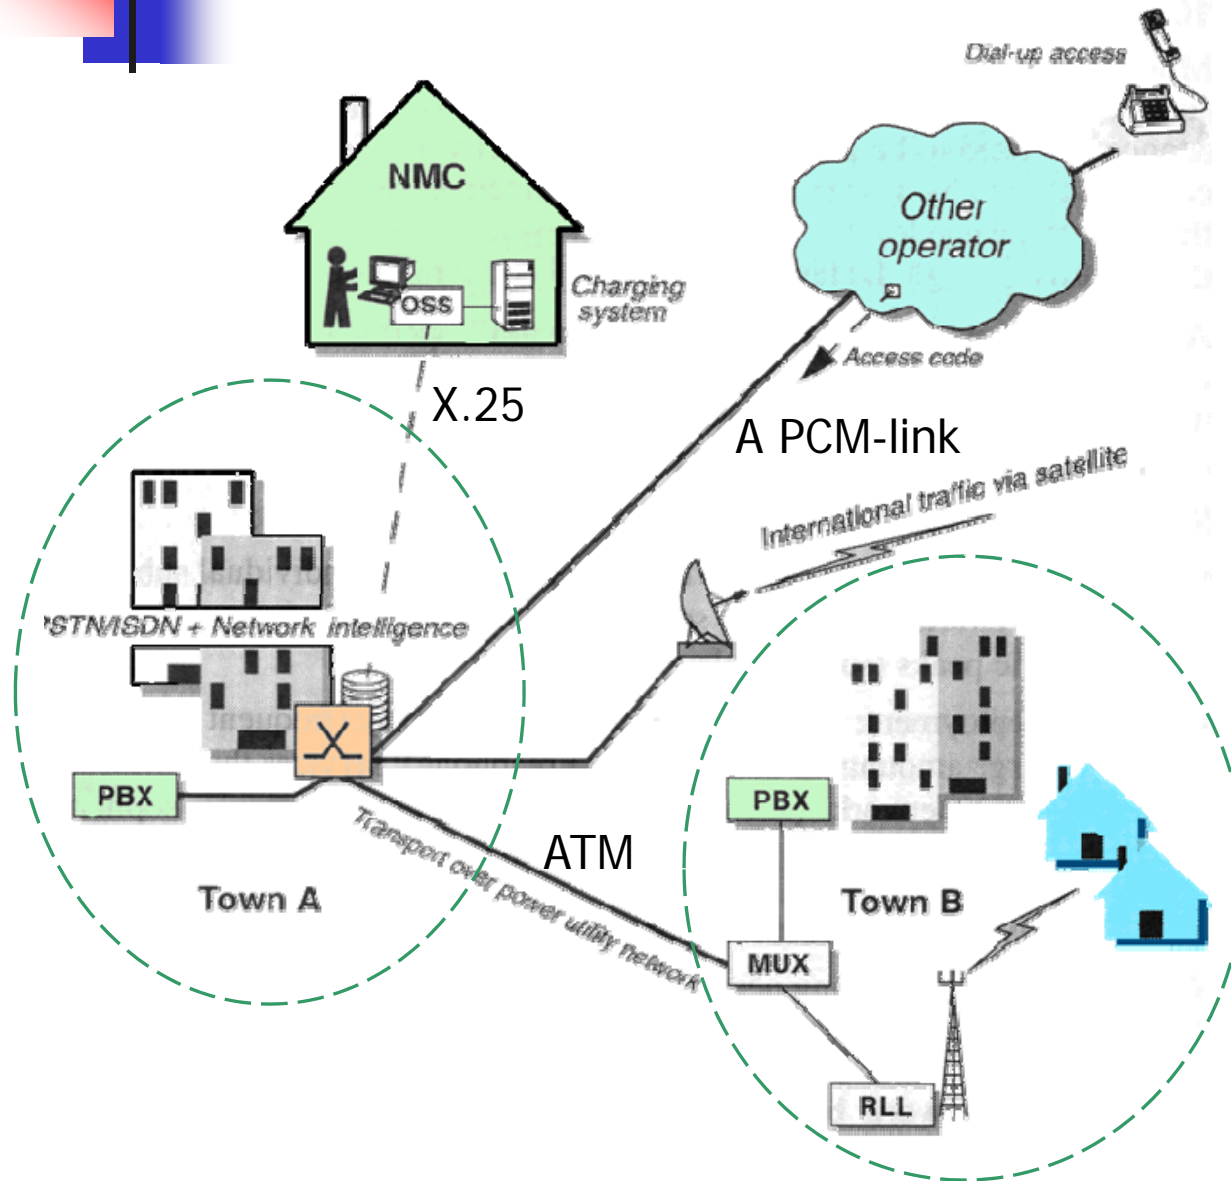 Dial-up access
NMC
Other
operator
OSS
Charging
system
Access code
X.25
A PCM-link
International traffic via satellite
STN/ISDN + Network intelligence
PBX
PBX
Transport over power utility network
ATM
Town A
Town B
MUX
RLL